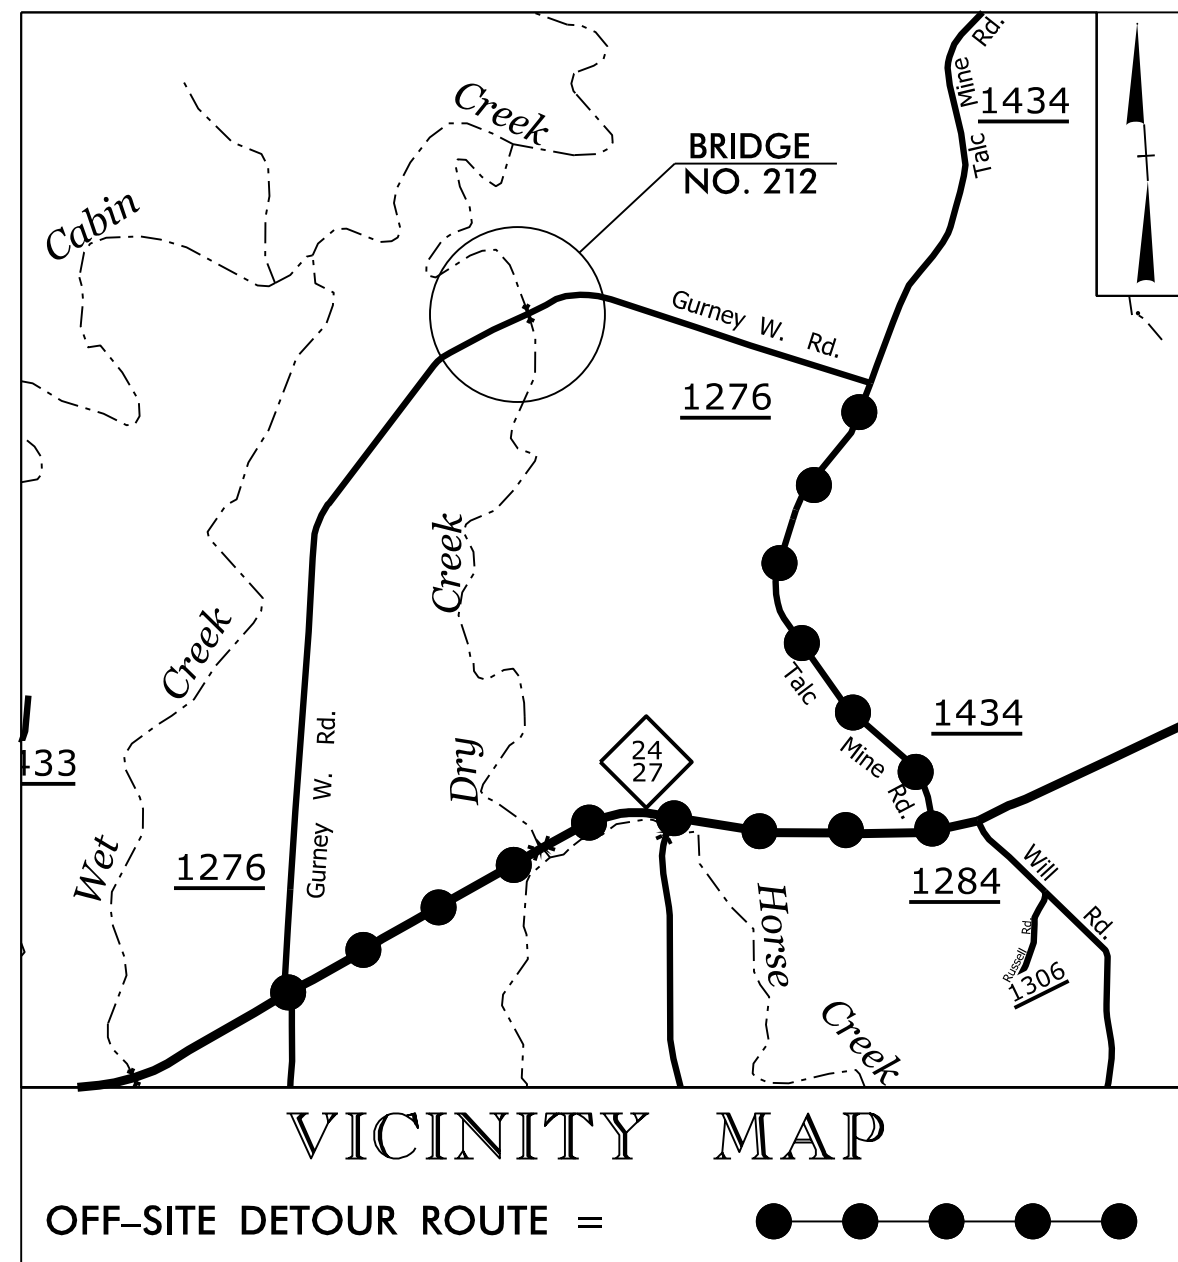 Talc Mine Rd.
1434
Creek
BRIDGE
NO. 212
Cabin
Gurney W. Rd.
1276
Creek
Creek
Talc
Mine Rd.
1434
433
Gurney W. Rd.
Dry
24
27
Wet
1276
1284
Will Rd.
Horse
Russell Rd.
1306
Creek
VICINITY MAP
OFF–SITE DETOUR ROUTE =